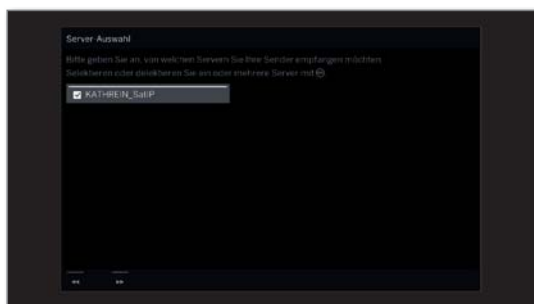 Server-Auswahl
Bitte geben Sie an, von welchen Servern Sie Ihre Sender empfangen möchten.
Selektieren oder deselektieren Sie ein oder mehrere Server mit
KATHREIN_SatIP